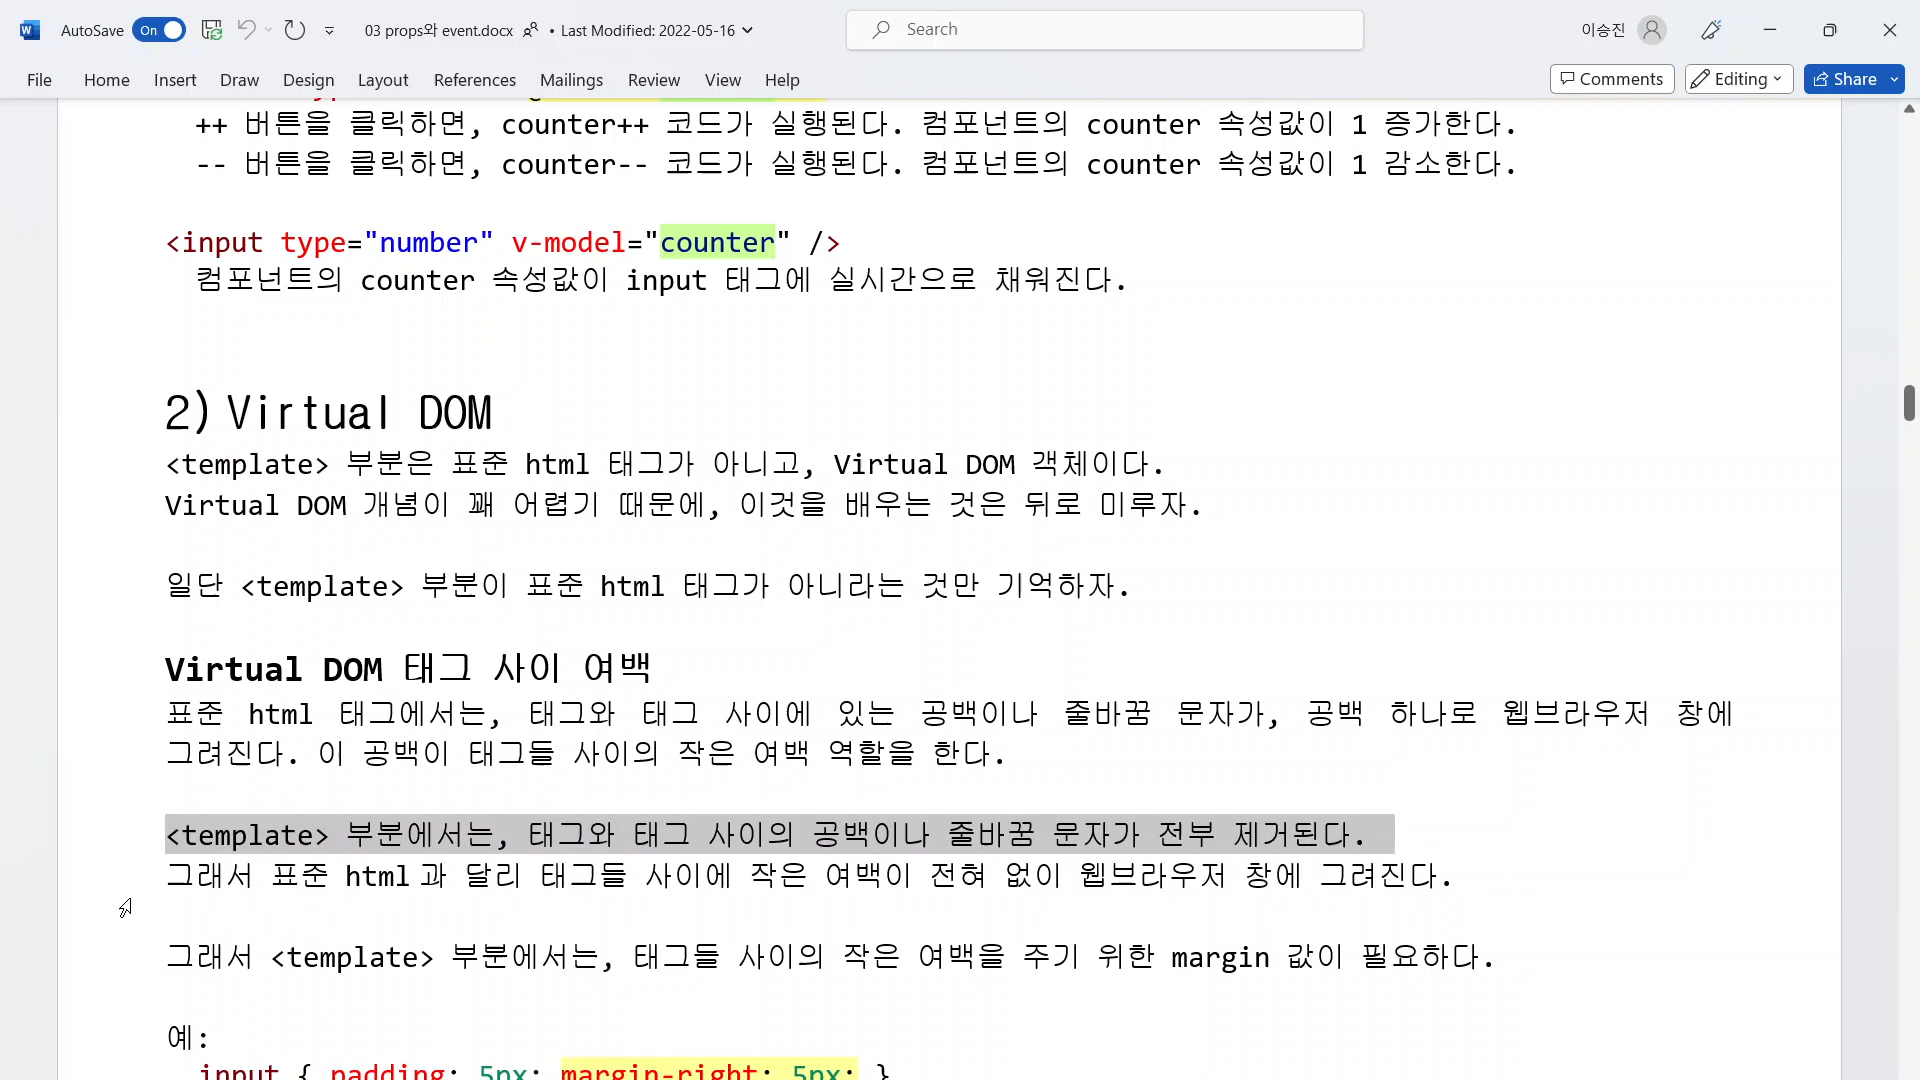 AutoSave On 03 props와 event.docx • Last Modified: 2022-05-16 Search 이승진
File Home Insert Draw Design Layout References Mailings Review View Help Comments Editing Share
++ 버튼을 클릭하면, counter++ 코드가 실행된다. 컴포넌트의 counter 속성값이 1 증가한다.
-- 버튼을 클릭하면, counter-- 코드가 실행된다. 컴포넌트의 counter 속성값이 1 감소한다.
<input type="number" v-model="counter" />
컴포넌트의 counter 속성값이 input 태그에 실시간으로 채워진다.
2) Virtual DOM
<template> 부분은 표준 html 태그가 아니고, Virtual DOM 객체이다.
Virtual DOM 개념이 꽤 어렵기 때문에, 이것을 배우는 것은 뒤로 미루자.
일단 <template> 부분이 표준 html 태그가 아니라는 것만 기억하자.
Virtual DOM 태그 사이 여백
표준 html 태그에서는, 태그와 태그 사이에 있는 공백이나 줄바꿈 문자가, 공백 하나로 웹브라우저 창에
그려진다. 이 공백이 태그들 사이의 작은 여백 역할을 한다.
<template> 부분에서는, 태그와 태그 사이의 공백이나 줄바꿈 문자가 전부 제거된다.
그래서 표준 html과 달리 태그들 사이에 작은 여백이 전혀 없이 웹브라우저 창에 그려진다.
그래서 <template> 부분에서는, 태그들 사이의 작은 여백을 주기 위한 margin 값이 필요하다.
예:
input { padding: 5px; margin-right: 5px; }